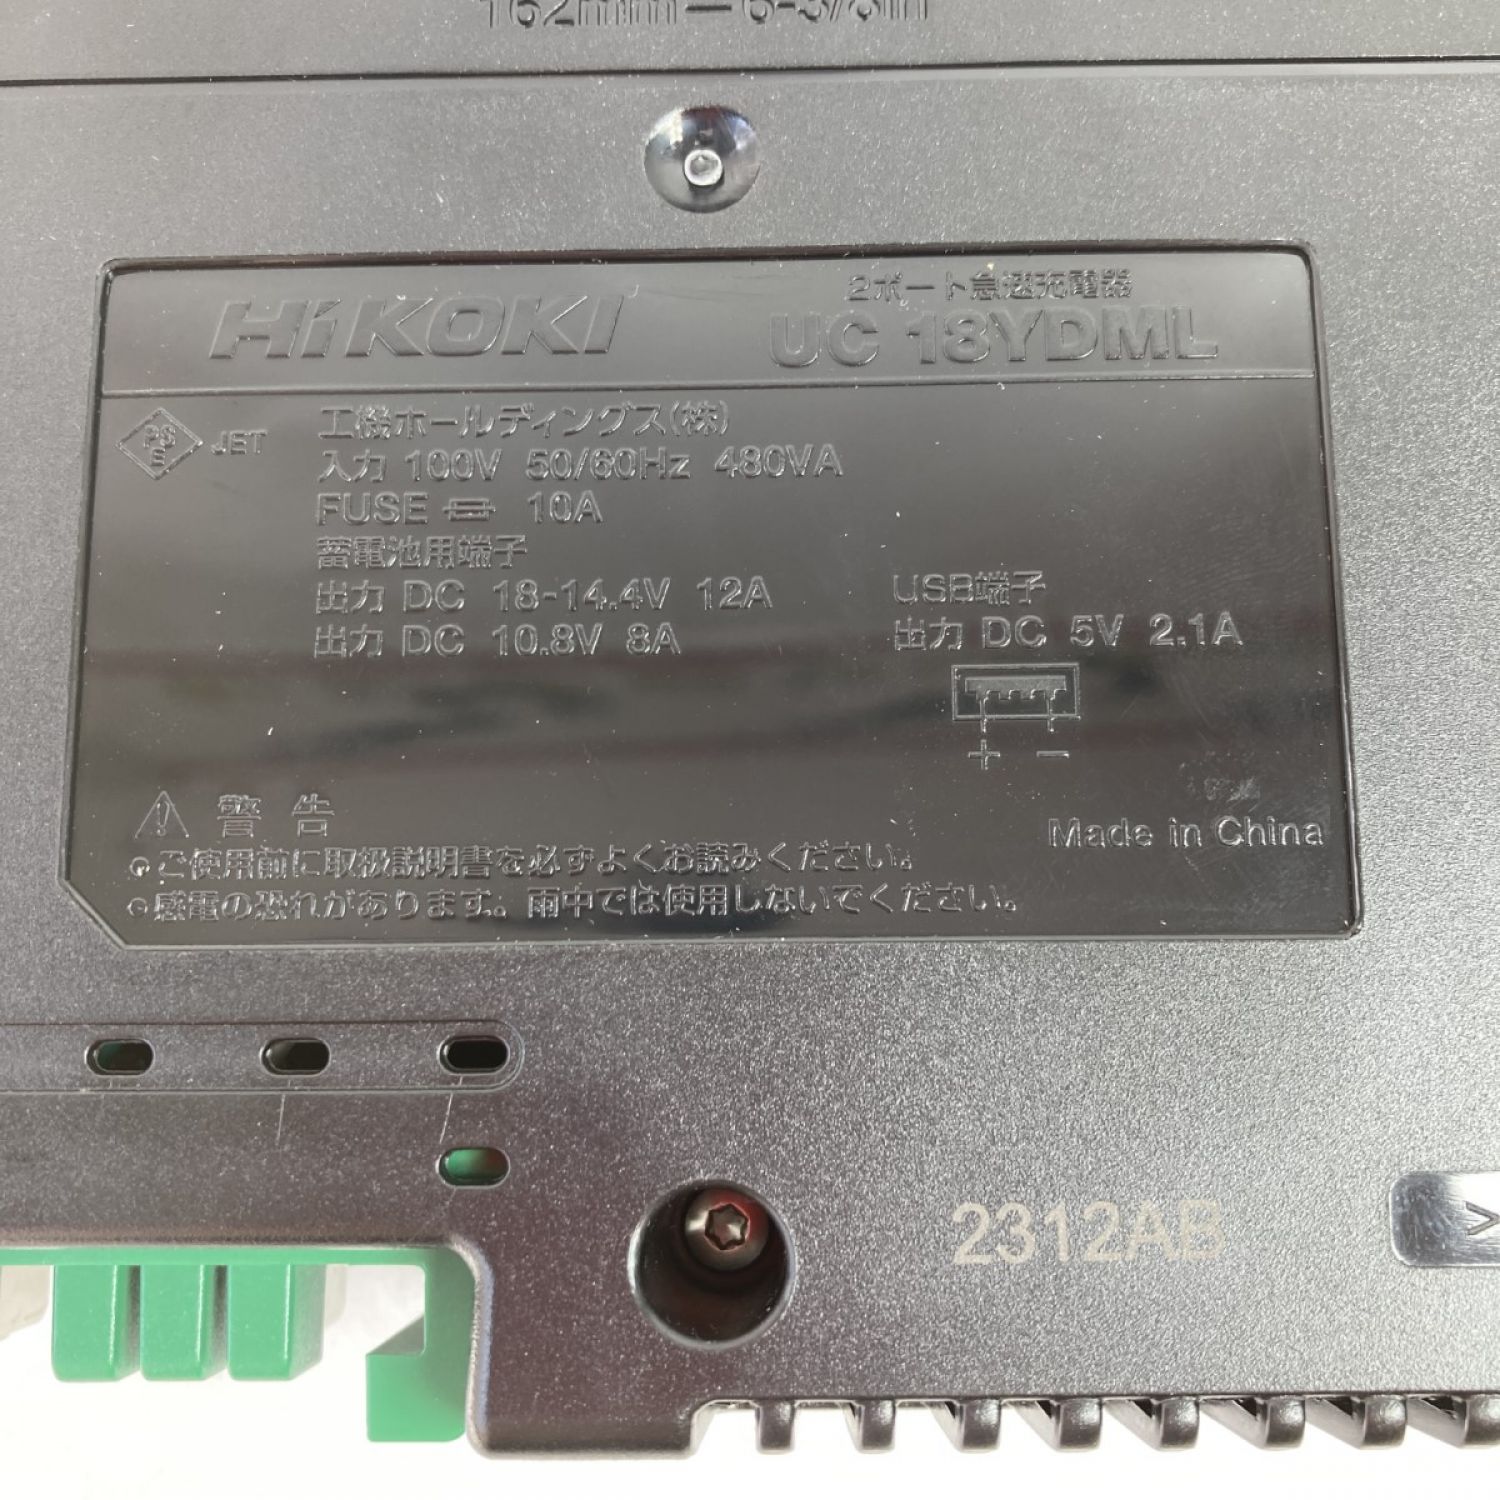 162mm—6-3/8in
HiKOKI
2ポート急速充電器
UC 18YDML
PSE JET
工機ホールディングス(株)
入力 100V 50/60Hz 480VA
FUSE 10A
蓄電池用端子
出力 DC 18-14.4V 12A
出力 DC 10.8V 8A
USB端子
出力 DC 5V 2.1A
+ −
⚠ 警告
Made in China
●ご使用前に取扱説明書を必ずよくお読みください。
●感電の恐れがあります。雨中では使用しないでください。
2312AB
>